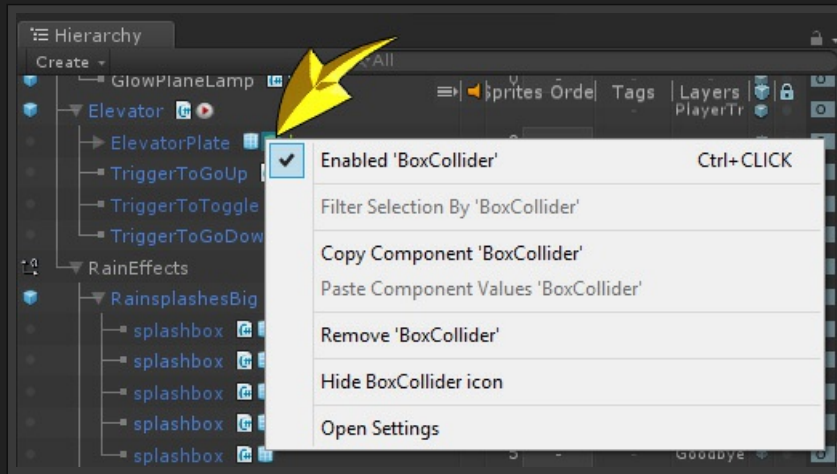 Hierarchy
Create
All
GlowPlaneLamp
Sprites Orde Tags Layers
PlayerTr
Elevator
ElevatorPlate
TriggerToGoUp
TriggerToToggle
TriggerToGoDow
RainEffects
RainsplashesBig
splashbox
splashbox
splashbox
splashbox
splashbox
Enabled 'BoxCollider' Ctrl+CLICK
Filter Selection By 'BoxCollider'
Copy Component 'BoxCollider'
Paste Component Values 'BoxCollider'
Remove 'BoxCollider'
Hide BoxCollider icon
Open Settings
5 - - Goodbye